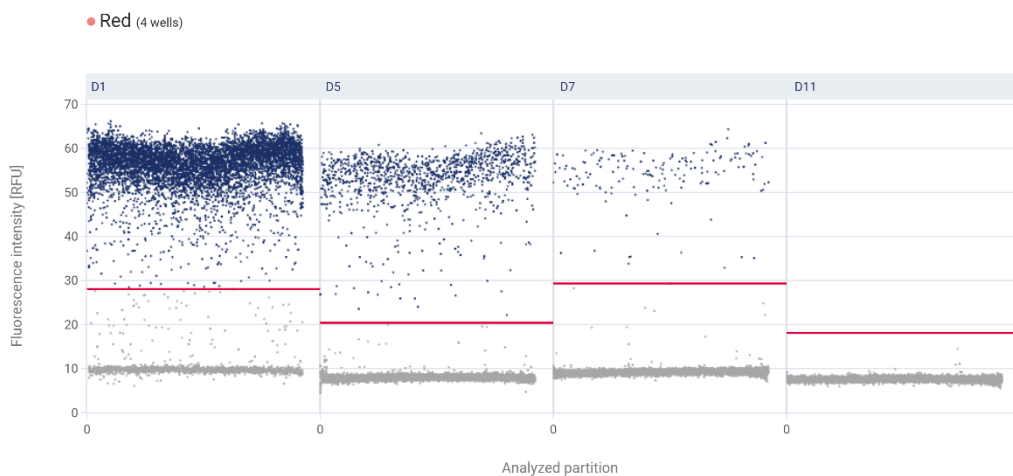 Red (4 wells)
D1 D5 D7 D11
Fluorescence intensity [RFU]
70
60
50
40
30
20
10
0
0 0 0 0
Analyzed partition